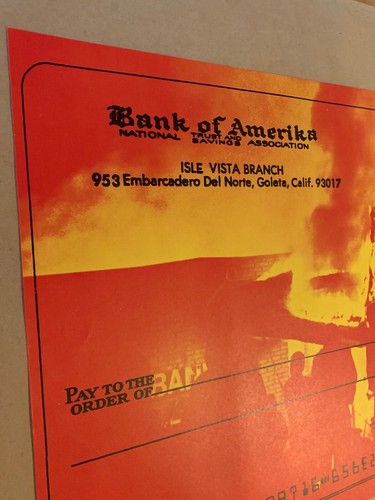 Bank of Amerika
NATIONAL TRUST AND SAVINGS ASSOCIATION
ISLE VISTA BRANCH
953 Embarcadero Del Norte, Goleta, Calif. 93017
PAY TO THE
ORDER OF
BAN